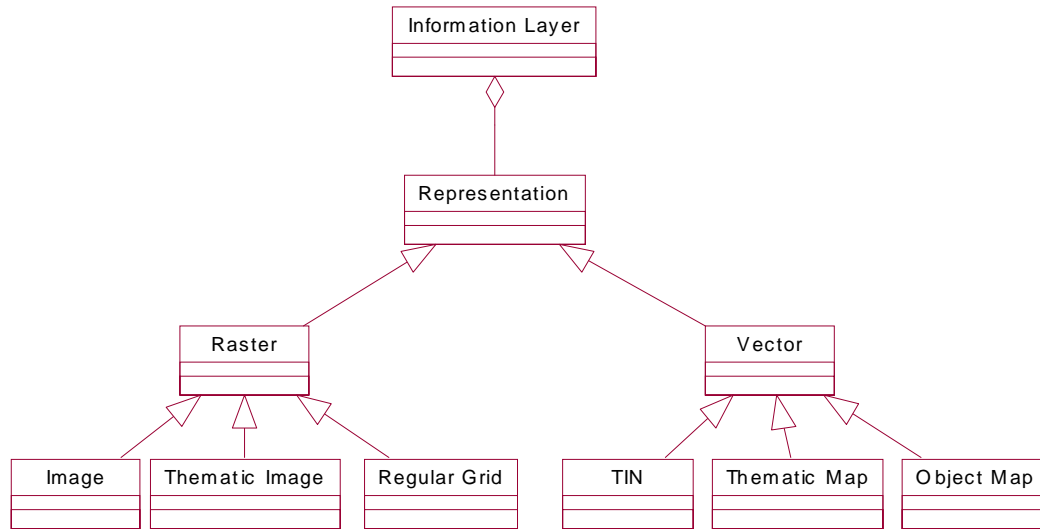 Information Layer
Representation
Raster
Vector
Image
Thematic Image
Regular Grid
TIN
Thematic Map
Object Map